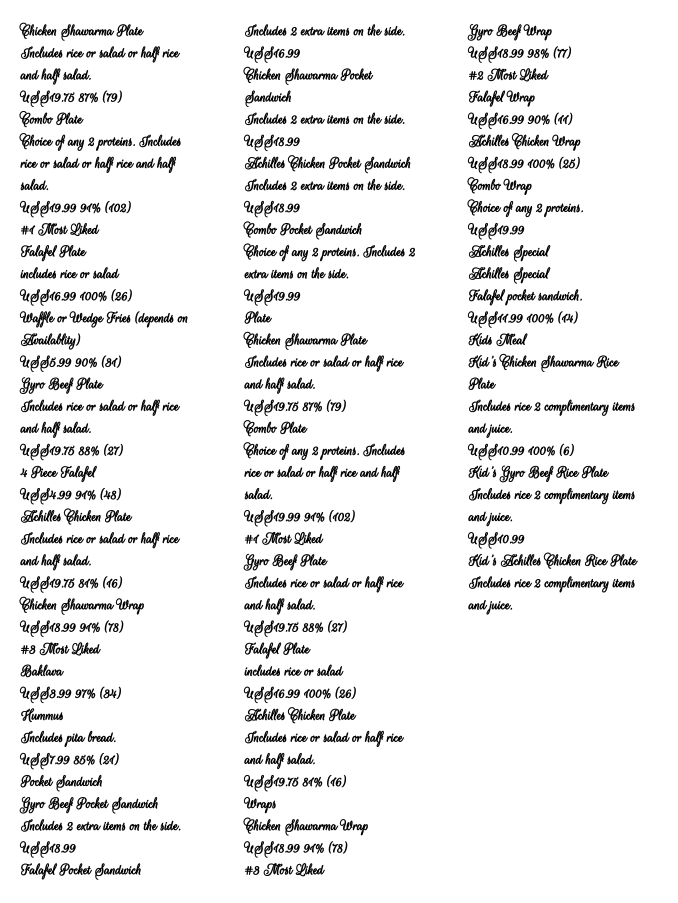 Chicken Shawarma Plate
Includes rice or salad or half rice
and half salad.
US$19.75 87% (79)
Combo Plate
Choice of any 2 proteins. Includes
rice or salad or half rice and half
salad.
US$19.99 91% (102)
#1 Most Liked
Falafel Plate
includes rice or salad
US$16.99 100% (26)
Waffle or Wedge Fries (depends on
Availablity)
US$5.99 90% (31)
Gyro Beef Plate
Includes rice or salad or half rice
and half salad.
US$19.75 88% (27)
4 Piece Falafel
US$4.99 91% (48)
Achilles Chicken Plate
Includes rice or salad or half rice
and half salad.
US$19.75 81% (16)
Chicken Shawarma Wrap
US$18.99 91% (78)
#3 Most Liked
Baklava
US$3.99 97% (34)
Hummus
Includes pita bread.
US$7.99 85% (21)
Pocket Sandwich
Gyro Beef Pocket Sandwich
Includes 2 extra items on the side.
US$18.99
Falafel Pocket Sandwich
Includes 2 extra items on the side.
US$16.99
Chicken Shawarma Pocket
Sandwich
Includes 2 extra items on the side.
US$18.99
Achilles Chicken Pocket Sandwich
Includes 2 extra items on the side.
US$18.99
Combo Pocket Sandwich
Choice of any 2 proteins. Includes 2
extra items on the side.
US$19.99
Plate
Chicken Shawarma Plate
Includes rice or salad or half rice
and half salad.
US$19.75 87% (79)
Combo Plate
Choice of any 2 proteins. Includes
rice or salad or half rice and half
salad.
US$19.99 91% (102)
#1 Most Liked
Gyro Beef Plate
Includes rice or salad or half rice
and half salad.
US$19.75 88% (27)
Falafel Plate
includes rice or salad
US$16.99 100% (26)
Achilles Chicken Plate
Includes rice or salad or half rice
and half salad.
US$19.75 81% (16)
Wraps
Chicken Shawarma Wrap
US$18.99 91% (78)
#3 Most Liked
Gyro Beef Wrap
US$18.99 98% (77)
#2 Most Liked
Falafel Wrap
US$16.99 90% (11)
Achilles Chicken Wrap
US$18.99 100% (25)
Combo Wrap
Choice of any 2 proteins.
US$19.99
Achilles Special
Achilles Special
Falafel pocket sandwich.
US$11.99 100% (14)
Kids Meal
Kid's Chicken Shawarma Rice
Plate
Includes rice 2 complimentary items
and juice.
US$10.99 100% (6)
Kid's Gyro Beef Rice Plate
Includes rice 2 complimentary items
and juice.
US$10.99
Kid's Achilles Chicken Rice Plate
Includes rice 2 complimentary items
and juice.